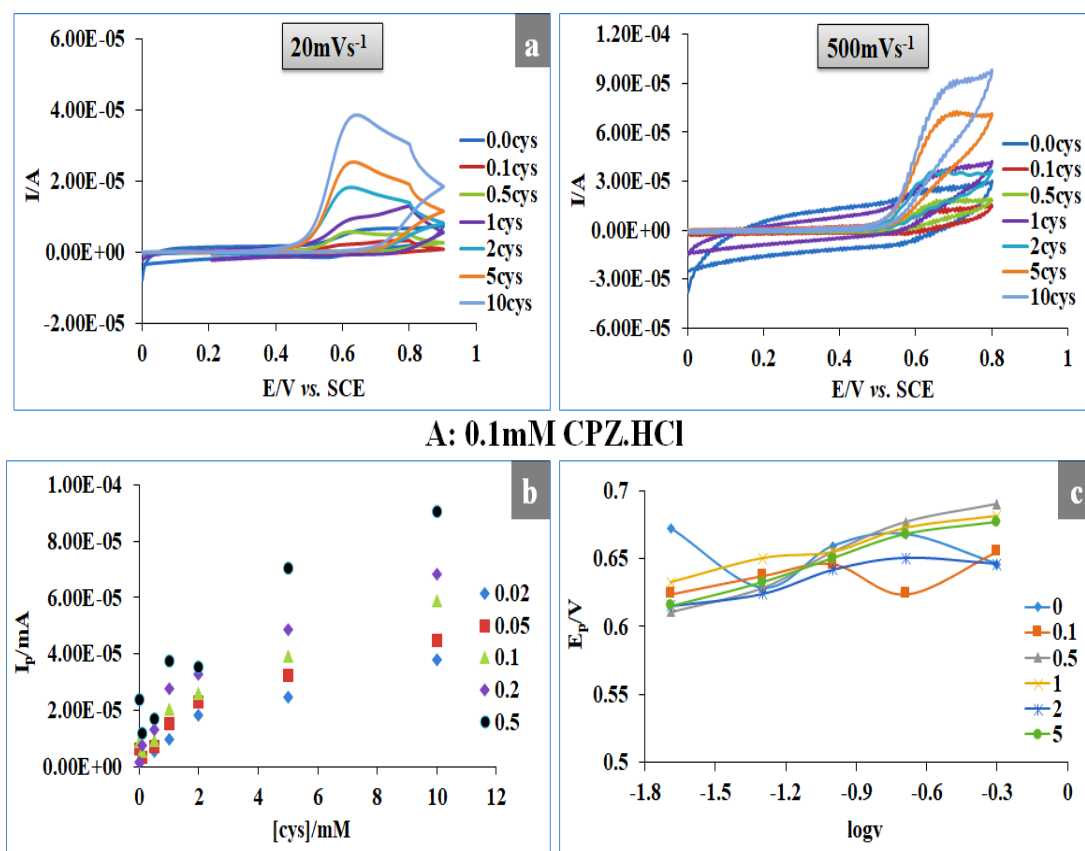 6.00E-05
4.00E-05
2.00E-05
0.00E+00
-2.00E-05
I/A
20mVs-1
a
0.0cys
0.1cys
0.5cys
1cys
2cys
5cys
10cys
0 0.2 0.4 0.6 0.8 1
E/V vs. SCE
1.20E-04
9.00E-05
6.00E-05
3.00E-05
0.00E+00
-3.00E-05
-6.00E-05
I/A
500mVs-1
0.0cys
0.1cys
0.5cys
1cys
2cys
5cys
10cys
0 0.2 0.4 0.6 0.8 1
E/V vs. SCE
A: 0.1mM CPZ.HCl
1.00E-04
8.00E-05
6.00E-05
4.00E-05
2.00E-05
0.00E+00
Ip/mA
b
0.02
0.05
0.1
0.2
0.5
0 2 4 6 8 10 12
[cys]/mM
0.7
0.65
0.6
0.55
0.5
Ep/V
c
0
0.1
0.5
1
2
5
-1.8 -1.5 -1.2 -0.9 -0.6 -0.3 0
logv